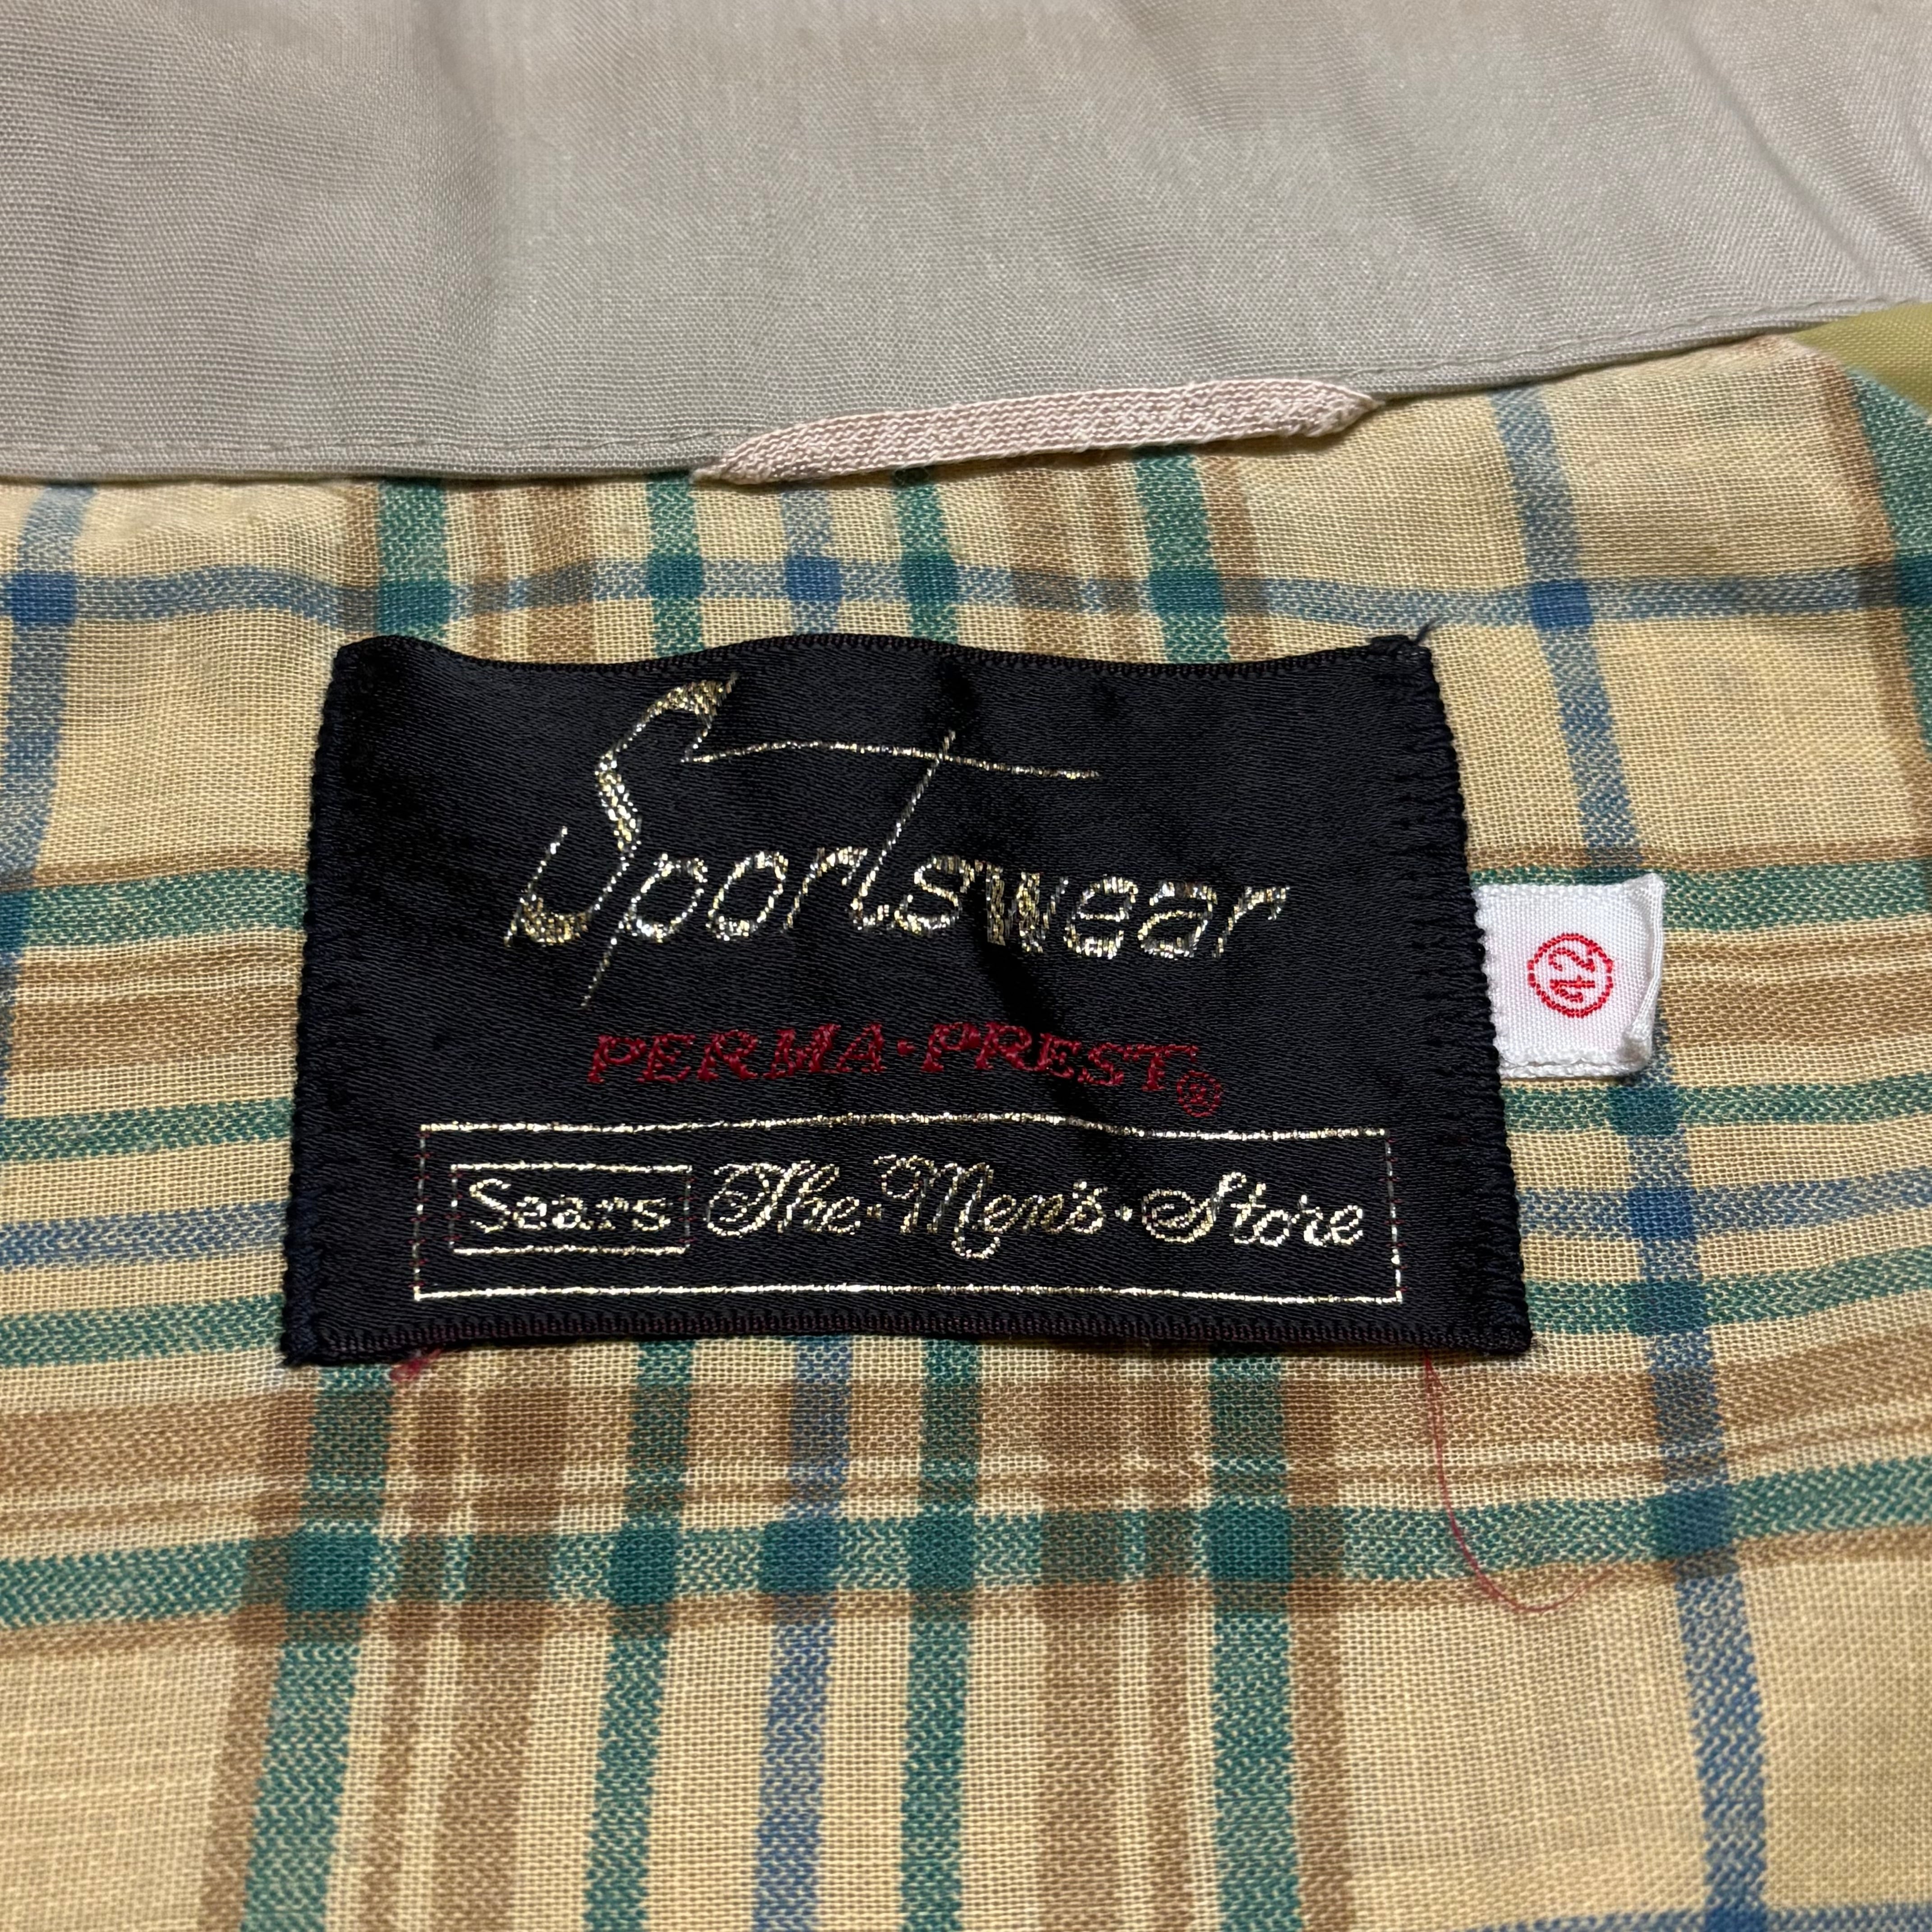 Sportswear
PERMA·PREST®
Sears The·Men's·Store
42